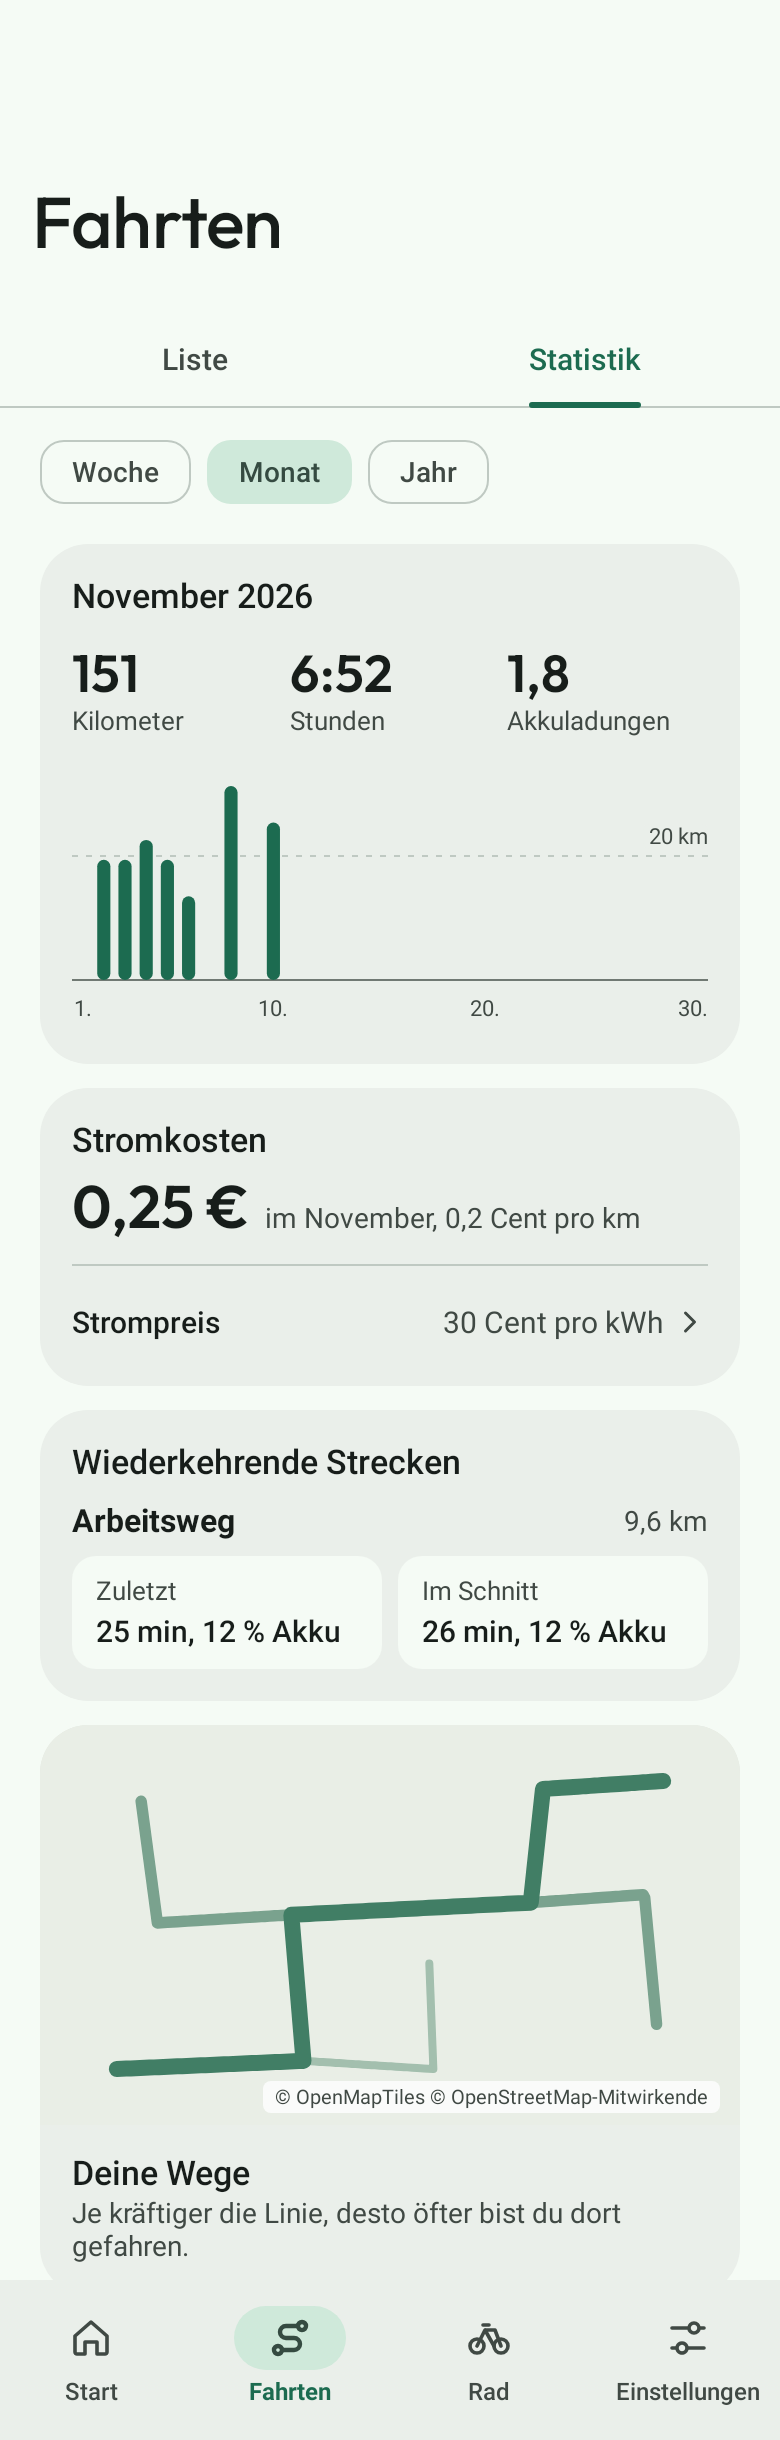 Fahrten
Liste
Statistik
Woche
Monat
Jahr
November 2026
151
6:52
1,8
Kilometer
Stunden
Akkuladungen
20 km
1.
10.
20.
30.
Stromkosten
0,25 € im November, 0,2 Cent pro km
Strompreis
30 Cent pro kWh
Wiederkehrende Strecken
Arbeitsweg
9,6 km
Zuletzt
Im Schnitt
25 min, 12 % Akku
26 min, 12 % Akku
© OpenMapTiles © OpenStreetMap-Mitwirkende
Deine Wege
Je kräftiger die Linie, desto öfter bist du dort
gefahren.
Start
Fahrten
Rad
Einstellungen